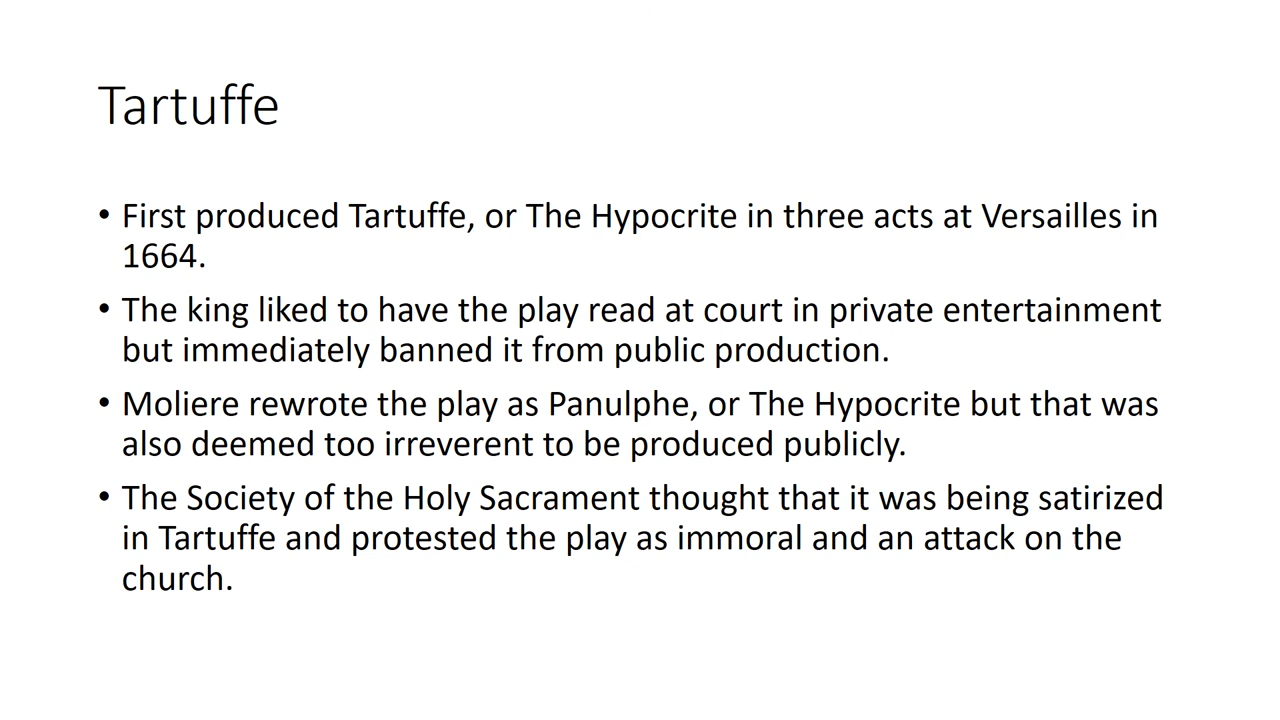 Tartuffe
• First produced Tartuffe, or The Hypocrite in three acts at Versailles in
1664.
• The king liked to have the play read at court in private entertainment
but immediately banned it from public production.
• Moliere rewrote the play as Panulphe, or The Hypocrite but that was
also deemed too irreverent to be produced publicly.
• The Society of the Holy Sacrament thought that it was being satirized
in Tartuffe and protested the play as immoral and an attack on the
church.